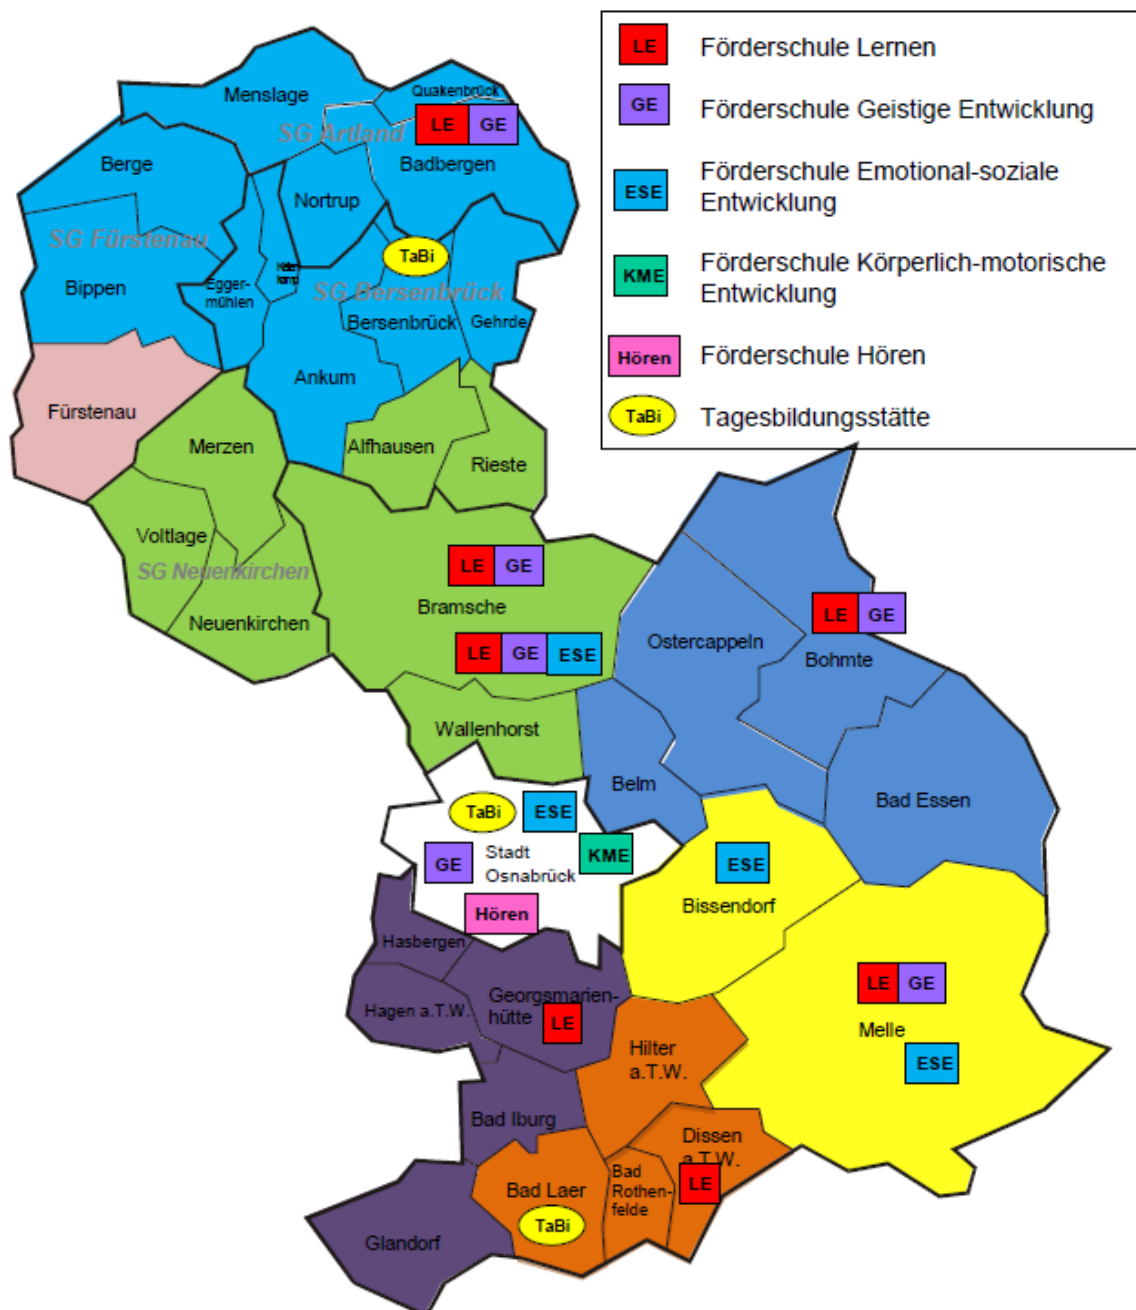 LE Förderschule Lernen
GE Förderschule Geistige Entwicklung
ESE Förderschule Emotional-soziale
Entwicklung
KME Förderschule Körperlich-motorische
Entwicklung
Hören Förderschule Hören
TaBi Tagesbildungsstätte
Menslage
Quakenbrück
SG Artland
LE GE
Berge
Badbergen
Nortrup
SG Fürstenau
TaBi
Bippen
Egger-
mühlen
SG Bersenbrück
Bersenbrück
Gehrde
Ankum
Fürstenau
Merzen
Alfhausen
Rieste
Voltlage
SG Neuenkirchen
Neuenkirchen
LE GE
Bramsche
LE GE ESE
Ostercappeln
LE GE
Bohmte
Wallenhorst
Belm
Bad Essen
TaBi ESE
GE
Stadt
Osnabrück
KME
Hören
ESE
Bissendorf
Hasbergen
Hagen a.T.W.
Georgsmarien-
hütte
LE
LE GE
Melle
ESE
Hilter
a.T.W.
Bad Iburg
Dissen
a.T.W.
LE
Bad
Rothen-
felde
Bad Laer
TaBi
Glandorf